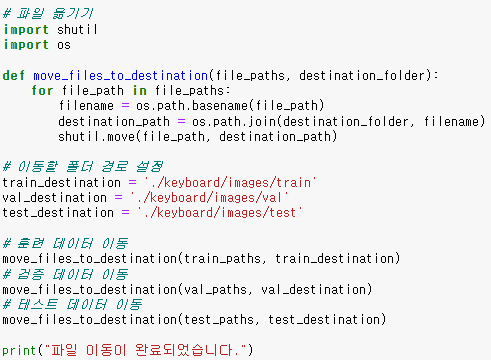 # 파일 옮기기
import shutil
import os

def move_files_to_destination(file_paths, destination_folder):
    for file_path in file_paths:
        filename = os.path.basename(file_path)
        destination_path = os.path.join(destination_folder, filename)
        shutil.move(file_path, destination_path)

# 이동할 폴더 경로 설정
train_destination = './keyboard/images/train'
val_destination = './keyboard/images/val'
test_destination = './keyboard/images/test'

# 훈련 데이터 이동
move_files_to_destination(train_paths, train_destination)
# 검증 데이터 이동
move_files_to_destination(val_paths, val_destination)
# 테스트 데이터 이동
move_files_to_destination(test_paths, test_destination)

print("파일 이동이 완료되었습니다.")